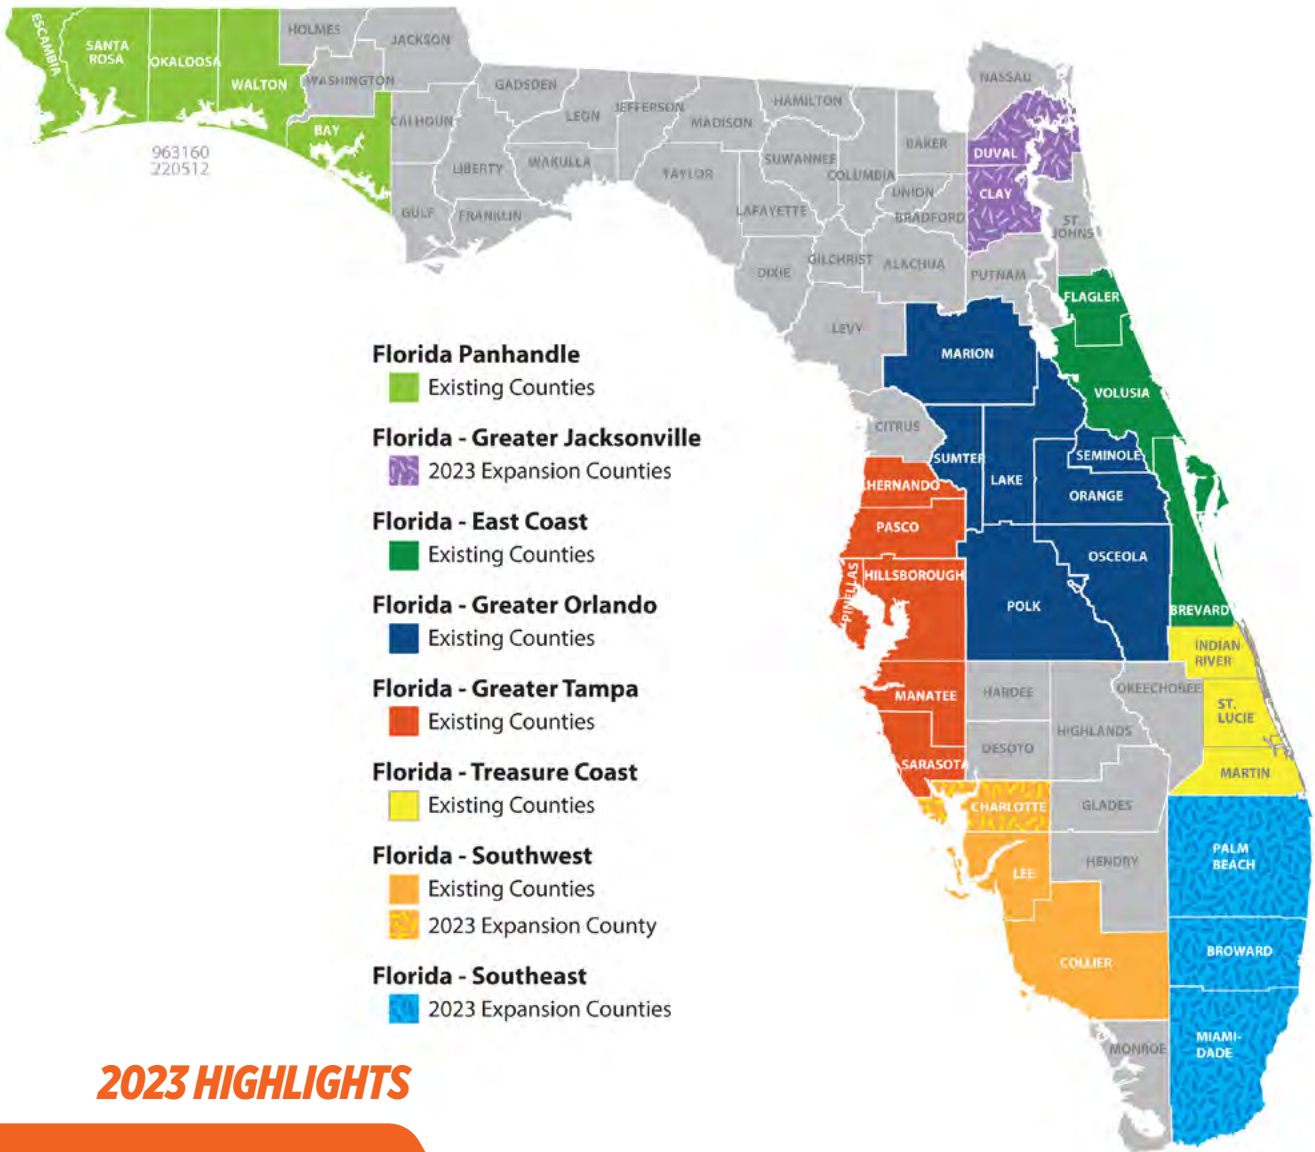 ESCAMBIA
SANTA
ROSA
OKALOOSA
WALTON
HOLMES
JACKSON
WASHINGTON
BAY
CALHOUN
GULF
GADSDEN
LIBERTY
FRANKLIN
LEON
WAKULLA
JEFFERSON
MADISON
TAYLOR
HAMILTON
SUWANNEE
LAFAYETTE
DIXIE
COLUMBIA
GILCHRIST
LEVY
BAKER
UNION
BRADFORD
ALACHUA
NASSAU
DUVAL
CLAY
ST.
JOHNS
PUTNAM
963160
220512
FLAGLER
MARION
VOLUSIA
CITRUS
SUMTER
LAKE
SEMINOLE
ORANGE
HERNANDO
PASCO
OSCEOLA
PINELLAS
HILLSBOROUGH
POLK
BREVARD
INDIAN
RIVER
MANATEE
HARDEE
OKEECHOBEE
ST.
LUCIE
HIGHLANDS
DESOTO
SARASOTA
MARTIN
CHARLOTTE
GLADES
PALM
BEACH
LEE
HENDRY
BROWARD
COLLIER
MIAMI-
DADE
MONROE
Florida Panhandle
Existing Counties
Florida - Greater Jacksonville
2023 Expansion Counties
Florida - East Coast
Existing Counties
Florida - Greater Orlando
Existing Counties
Florida - Greater Tampa
Existing Counties
Florida - Treasure Coast
Existing Counties
Florida - Southwest
Existing Counties
2023 Expansion County
Florida - Southeast
2023 Expansion Counties
2023 HIGHLIGHTS